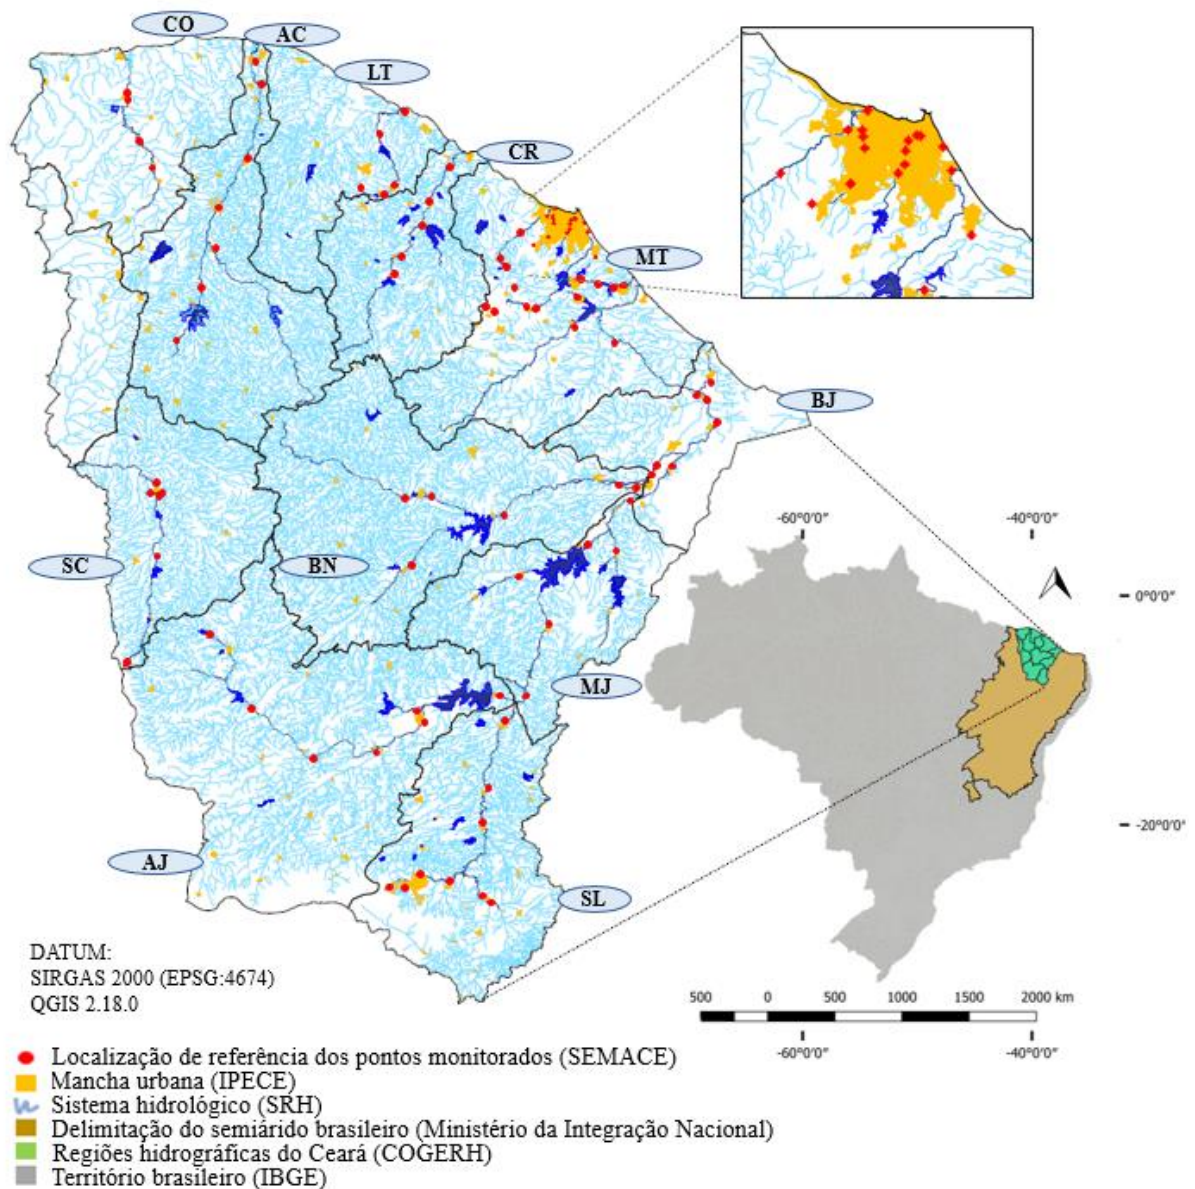 CO
AC
LT
CR
MT
BJ
SC
BN
MJ
AJ
SL
-60°0'0"
-40°0'0"
0°0'0"
-20°0'0'
DATUM:
SIRGAS 2000 (EPSG:4674)
QGIS 2.18.0
500 0 500 1000 1500 2000 km
-60°0'0"
-40°0'0"
Localização de referência dos pontos monitorados (SEMACE)
Mancha urbana (IPECE)
Sistema hidrológico (SRH)
Delimitação do semiárido brasileiro (Ministério da Integração Nacional)
Regiões hidrográficas do Ceará (COGERH)
Território brasileiro (IBGE)